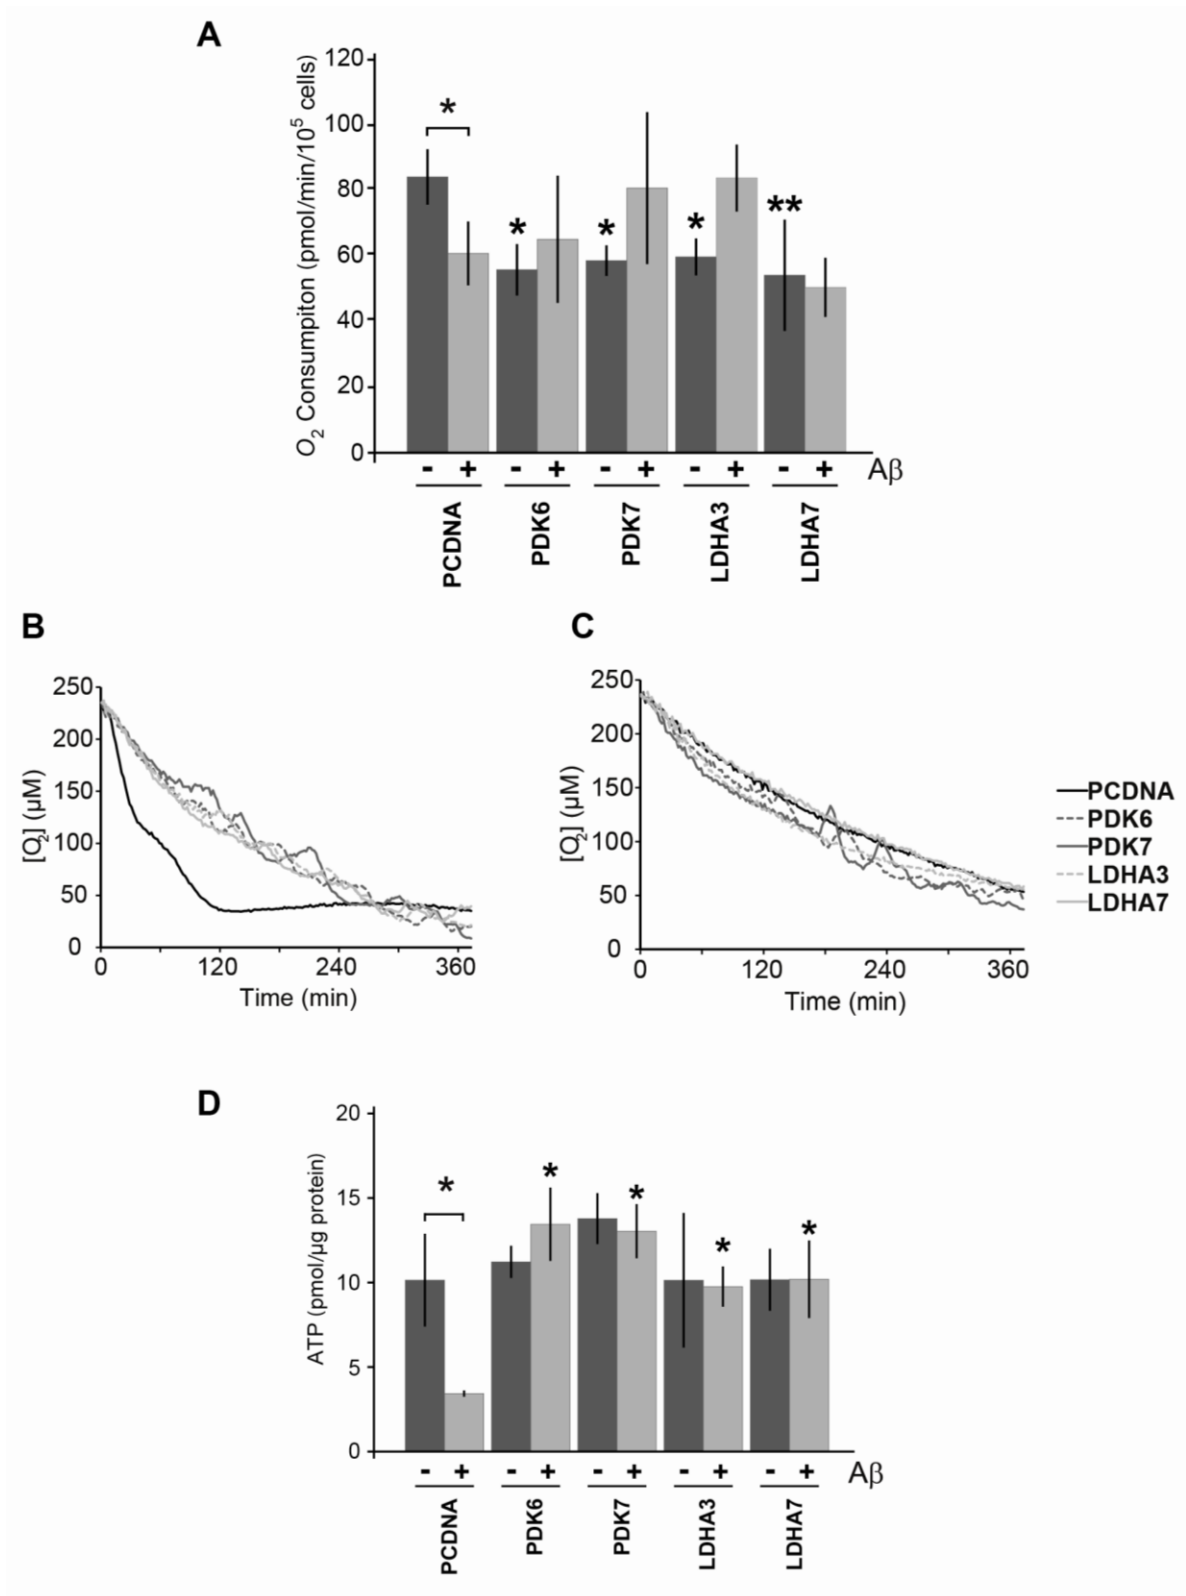 A
O2 Consumpiton (pmol/min/10^5 cells)
120
100
80
60
40
20
0
*
*
*
*
**
- + - + - + - + - + Aβ
PCDNA PDK6 PDK7 LDHA3 LDHA7
B
[O2] (μM)
250
200
150
100
50
0
0 120 240 360
Time (min)
C
[O2] (μM)
250
200
150
100
50
0
0 120 240 360
Time (min)
PCDNA
PDK6
PDK7
LDHA3
LDHA7
D
ATP (pmol/μg protein)
20
15
10
5
0
*
*
*
*
*
- + - + - + - + - + Aβ
PCDNA PDK6 PDK7 LDHA3 LDHA7